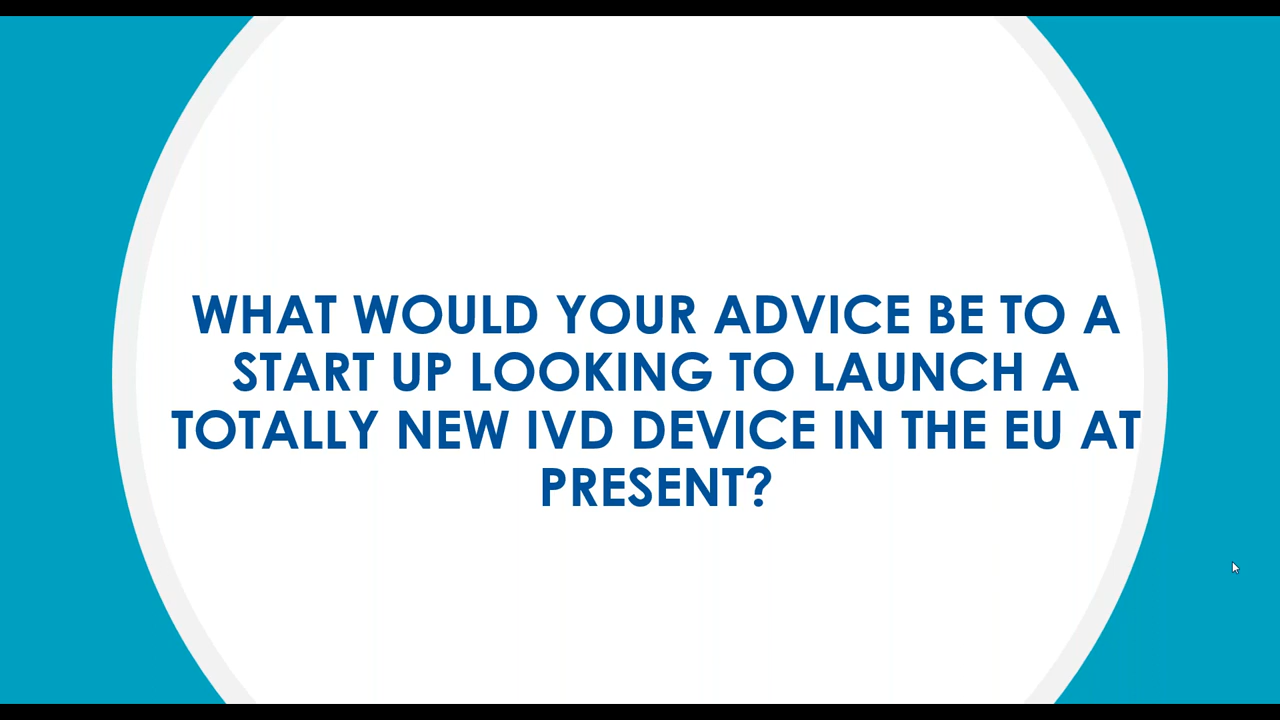 WHAT WOULD YOUR ADVICE BE TO A
START UP LOOKING TO LAUNCH A
TOTALLY NEW IVD DEVICE IN THE EU AT
PRESENT?